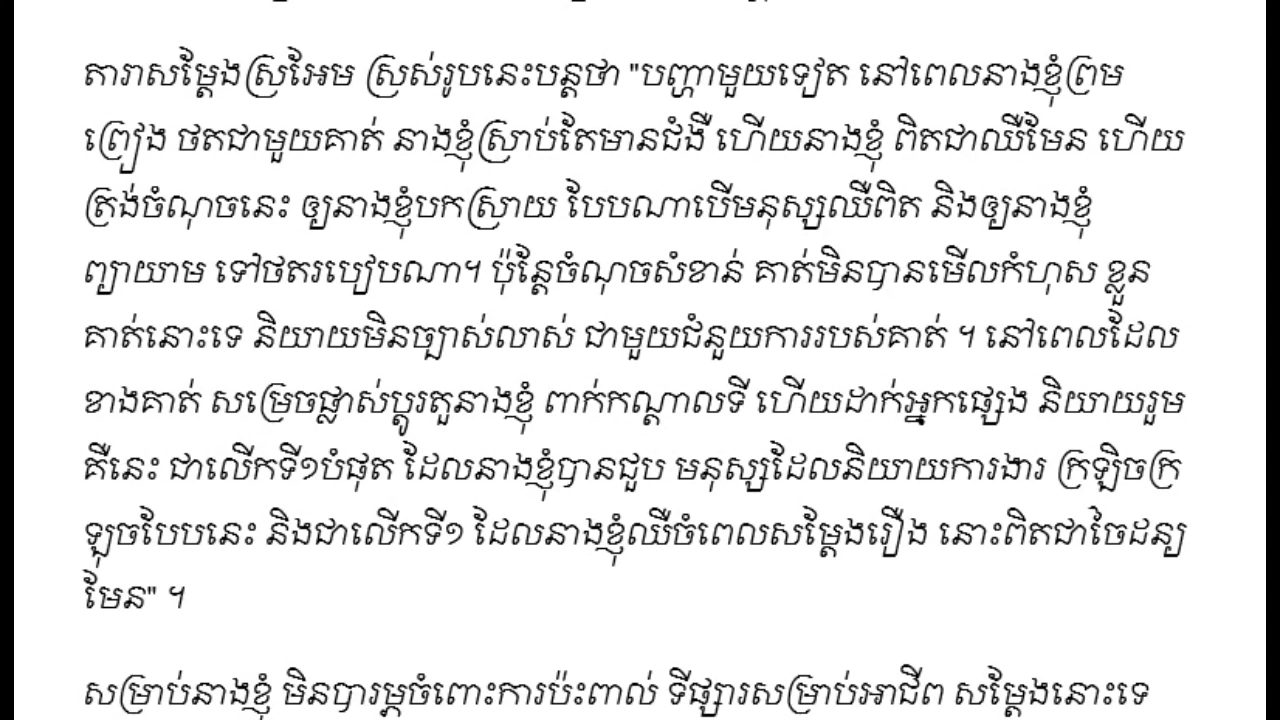 តារាសម្ដែងស្រអែម ស្រស់រូបនេះបន្តថា "បញ្ហាមួយទៀត នៅពេលនាងខ្ញុំព្រម
ព្រៀង ថតជាមួយគាត់ នាងខ្ញុំស្រាប់តែមានជំងឺ ហើយនាងខ្ញុំ ពិតជាឈឺមែន ហើយ
ត្រង់ចំណុចនេះ ឲ្យនាងខ្ញុំបកស្រាយ បែបណាបើមនុស្សឈឺពិត និងឲ្យនាងខ្ញុំ
ព្យាយាម ទៅថតរបៀបណា។ ប៉ុន្តែចំណុចសំខាន់ គាត់មិនបានមើលកំហុស ខ្លួន
គាត់នោះទេ និយាយមិនច្បាស់លាស់ ជាមួយជំនួយការរបស់គាត់ ។ នៅពេលដែល
ខាងគាត់ សម្រេចផ្លាស់ប្ដូរតួនាងខ្ញុំ ពាក់កណ្ដាលទី ហើយដាក់អ្នកផ្សេង និយាយរួម
គឺនេះ ជាលើកទី១បំផុត ដែលនាងខ្ញុំបានជួប មនុស្សដែលនិយាយការងារ ក្រឡិចក្រ
ឡុចបែបនេះ និងជាលើកទី១ ដែលនាងខ្ញុំឈឺចំពេលសម្ដែងរឿង នោះពិតជាចៃដន្យ
មែន" ។
សម្រាប់នាងខ្ញុំ មិនបារម្ភចំពោះការប៉ះពាល់ ទីផ្សារសម្រាប់អាជីព សម្ដែងនោះទេ